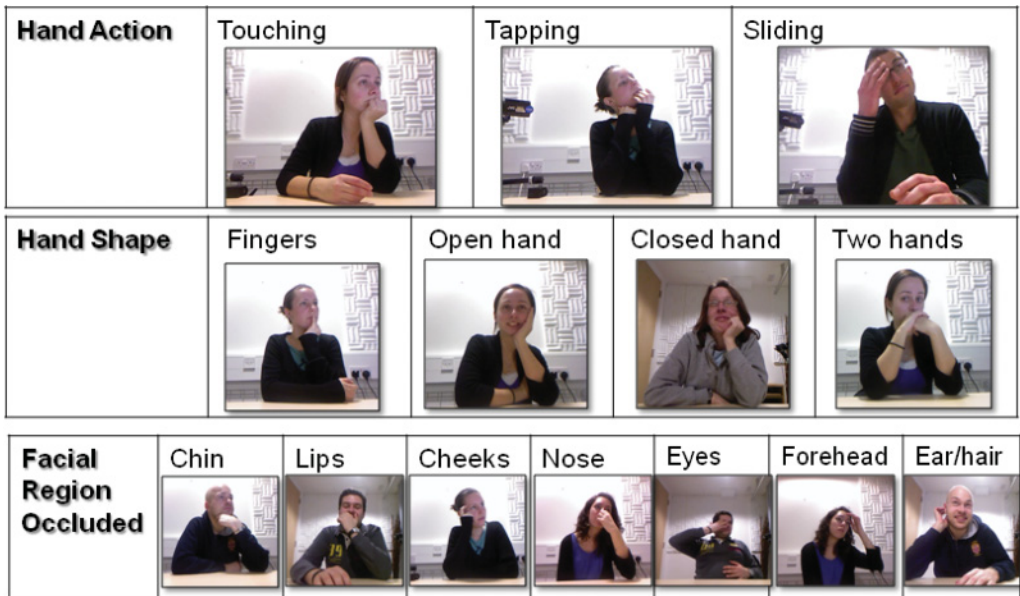 Hand Action
Touching
Tapping
Sliding
Hand Shape
Fingers
Open hand
Closed hand
Two hands
Facial
Region
Occluded
Chin
Lips
Cheeks
Nose
Eyes
Forehead
Ear/hair
39